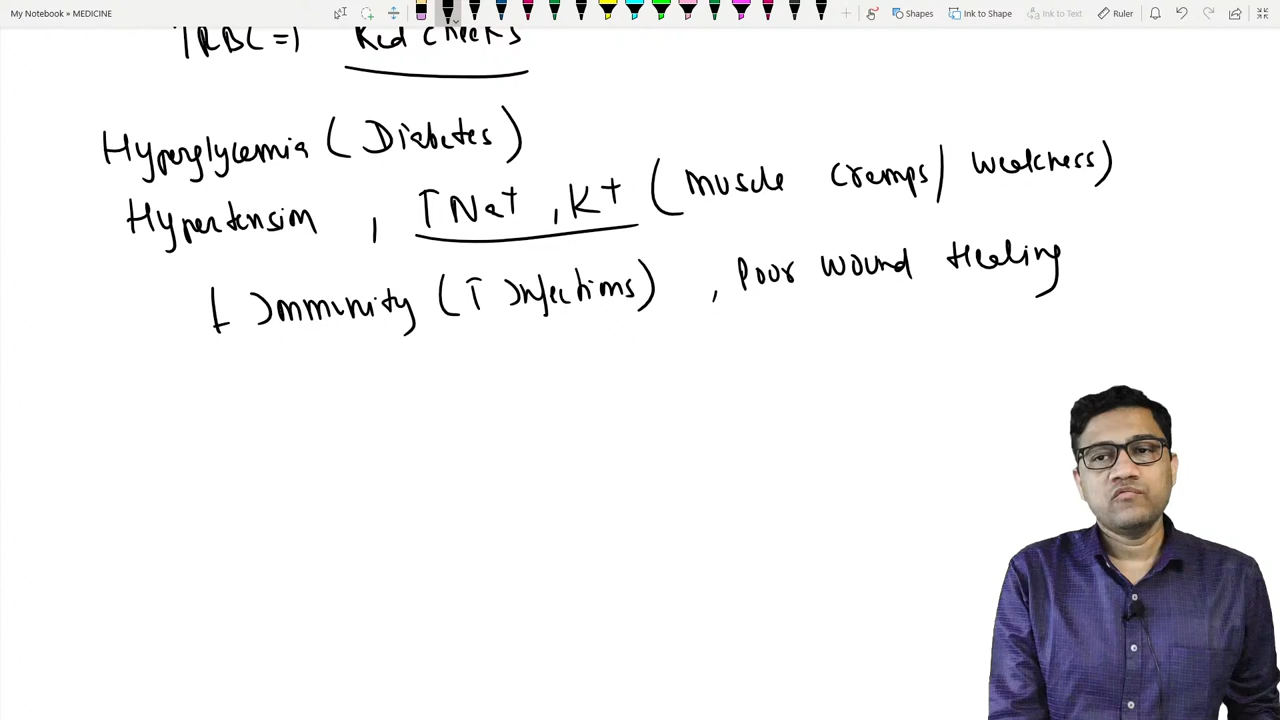 My Notebook » MEDICINE
Shapes Ink to Shape Ink to Text Ruler
↑RBC => Red cheeks
Hyperglycemia (Diabetes)
Hypertension , ↑Na+ , K+ (muscle cramps/ weakness)
↓ Immunity (↑ Infections) , Poor wound Healing